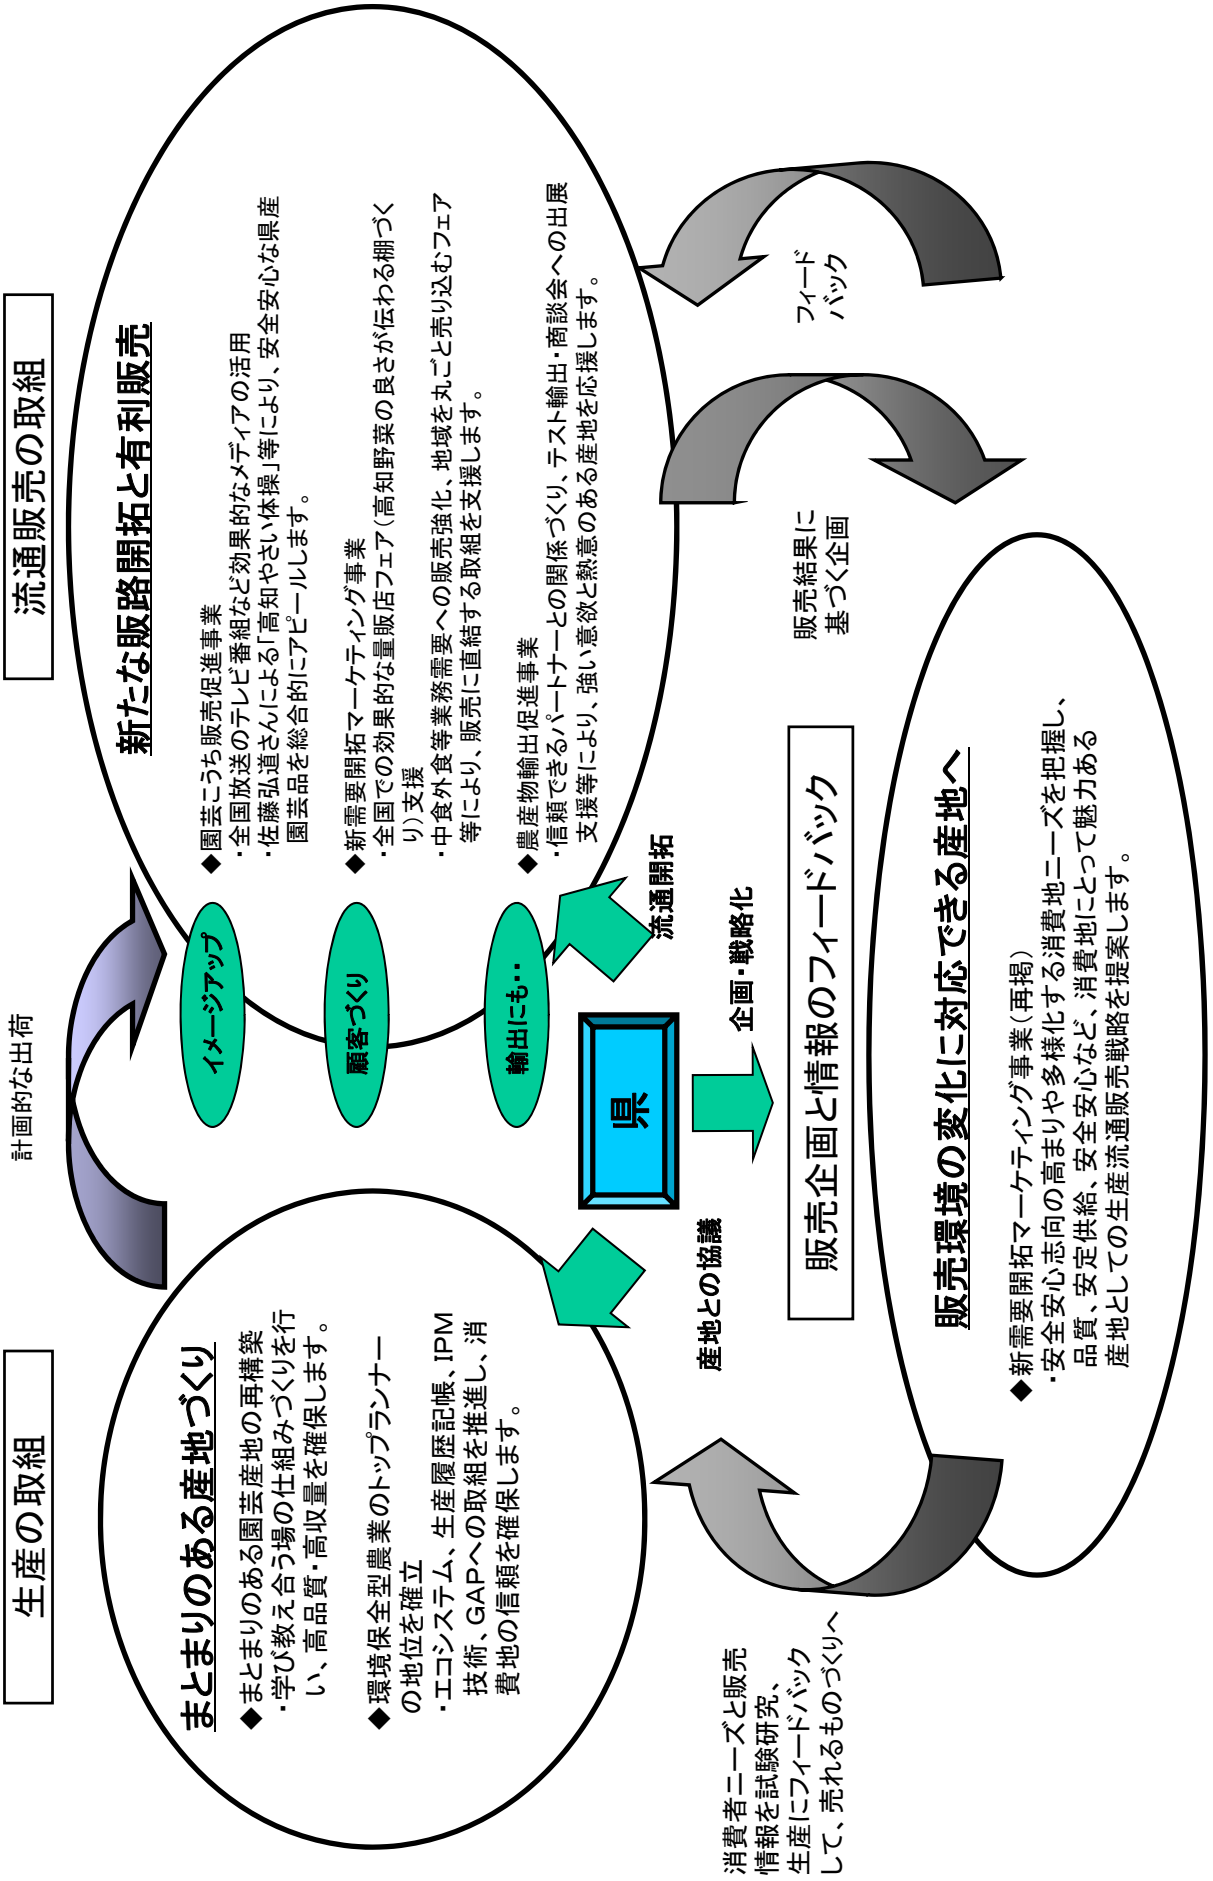 生産の取組
まとまりのある産地づくり
◆まとまりのある園芸産地の再構築
・学び教え合う場の仕組みづくりを行
い、高品質・高収量を確保します。
◆環境保全型農業のトップランナー
の地位を確立
・エコシステム、生産履歴記帳、IPM
技術、GAPへの取組を推進し、消
費地の信頼を確保します。
計画的な出荷
流通販売の取組
新たな販路開拓と有利販売
イメージアップ
◆園芸こうち販売促進事業
・全国放送のテレビ番組など効果的なメディアの活用
・佐藤弘道さんによる「高知やさい体操」等により、安全安心な県産
園芸品を総合的にアピールします。
顧客づくり
◆新需要開拓マーケティング事業
・全国での効果的な量販店フェア(高知野菜の良さが伝わる棚づく
り)支援
・中食外食等業務需要への販売強化、地域を丸ごと売り込むフェア
等により、販売に直結する取組を支援します。
輸出にも・・
◆農産物輸出促進事業
・信頼できるパートナーとの関係づくり、テスト輸出・商談会への出展
支援等により、強い意欲と熱意のある産地を応援します。
県
流通開拓
産地との協議
企画・戦略化
消費者ニーズと販売
情報を試験研究、
生産にフィードバック
して、売れるものづくりへ
販売結果に
基づく企画
フィード
バック
販売企画と情報のフィードバック
販売環境の変化に対応できる産地へ
◆新需要開拓マーケティング事業(再掲)
・安全安心志向の高まりや多様化する消費地ニーズを把握し、
品質、安定供給、安全安心など、消費地にとって魅力ある
産地としての生産流通販売戦略を提案します。